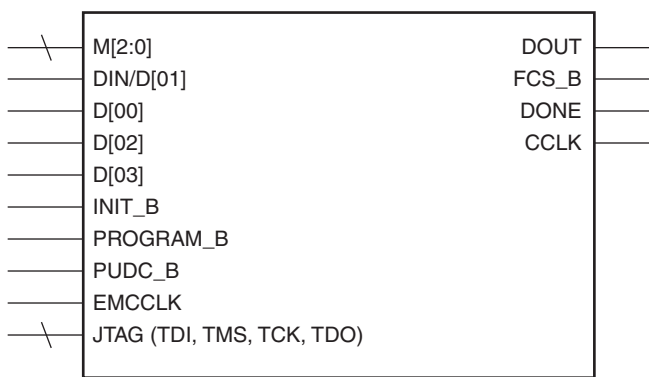 M[2:0] DOUT
DIN/D[01] FCS_B
D[00] DONE
D[02] CCLK
D[03]
INIT_B
PROGRAM_B
PUDC_B
EMCCLK
JTAG (TDI, TMS, TCK, TDO)